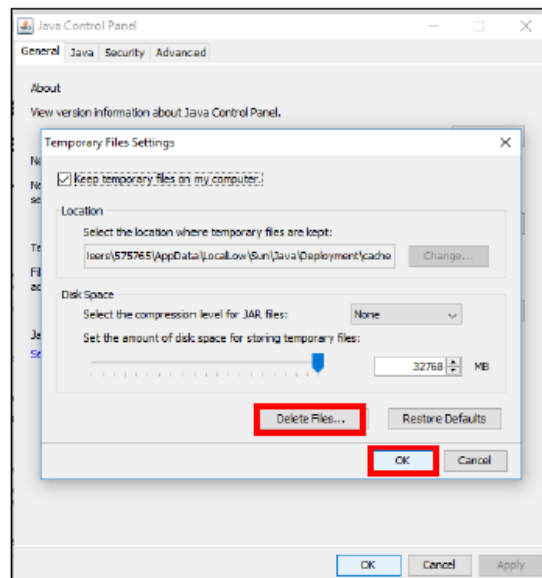 Java Control Panel
General Java Security Advanced
About
View version information about Java Control Panel.
Temporary Files Settings
Keep temporary files on my computer.
Location
Select the location where temporary files are kept:
Isers\575765\AppData\LocalLow\Sun\Java\Deployment\cache Change...
Disk Space
Select the compression level for JAR files: None
Set the amount of disk space for storing temporary files:
32768 MB
Delete Files... Restore Defaults
OK Cancel
OK Cancel Apply